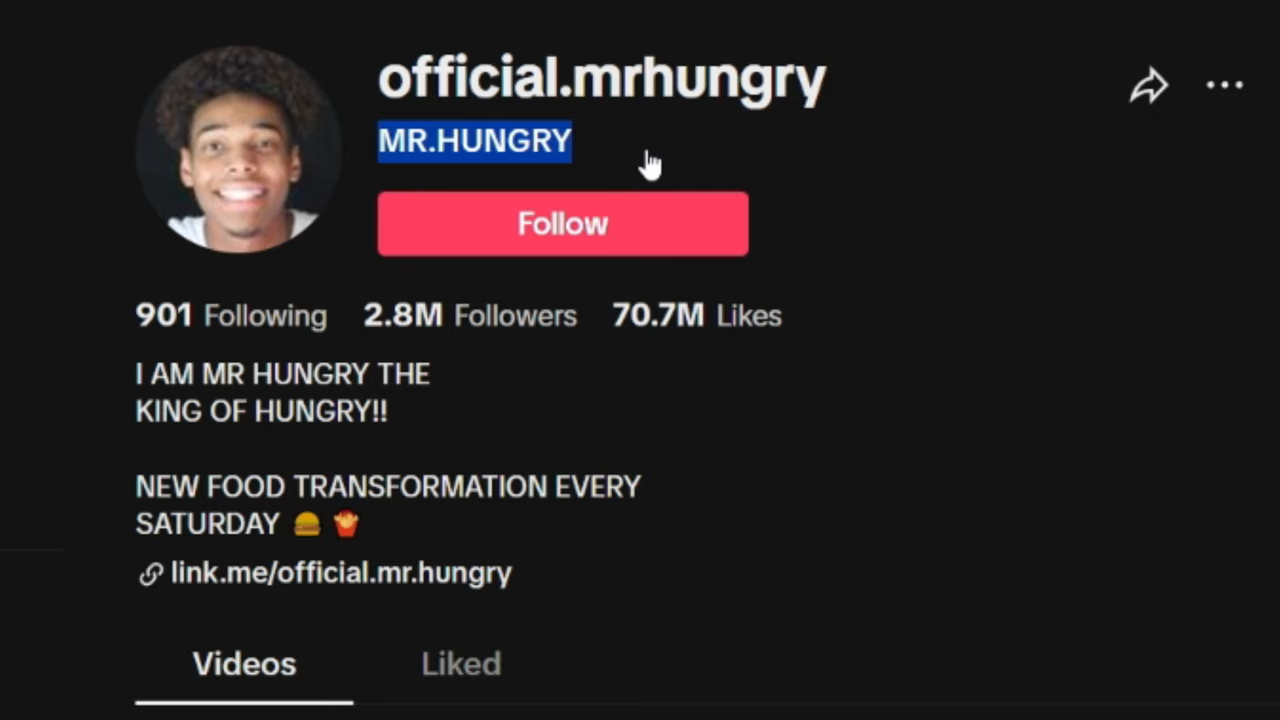 official.mrhungry
MR.HUNGRY
Follow
901 Following 2.8M Followers 70.7M Likes
I AM MR HUNGRY THE
KING OF HUNGRY!!
NEW FOOD TRANSFORMATION EVERY
SATURDAY 🍔 🍟
link.me/official.mr.hungry
Videos Liked